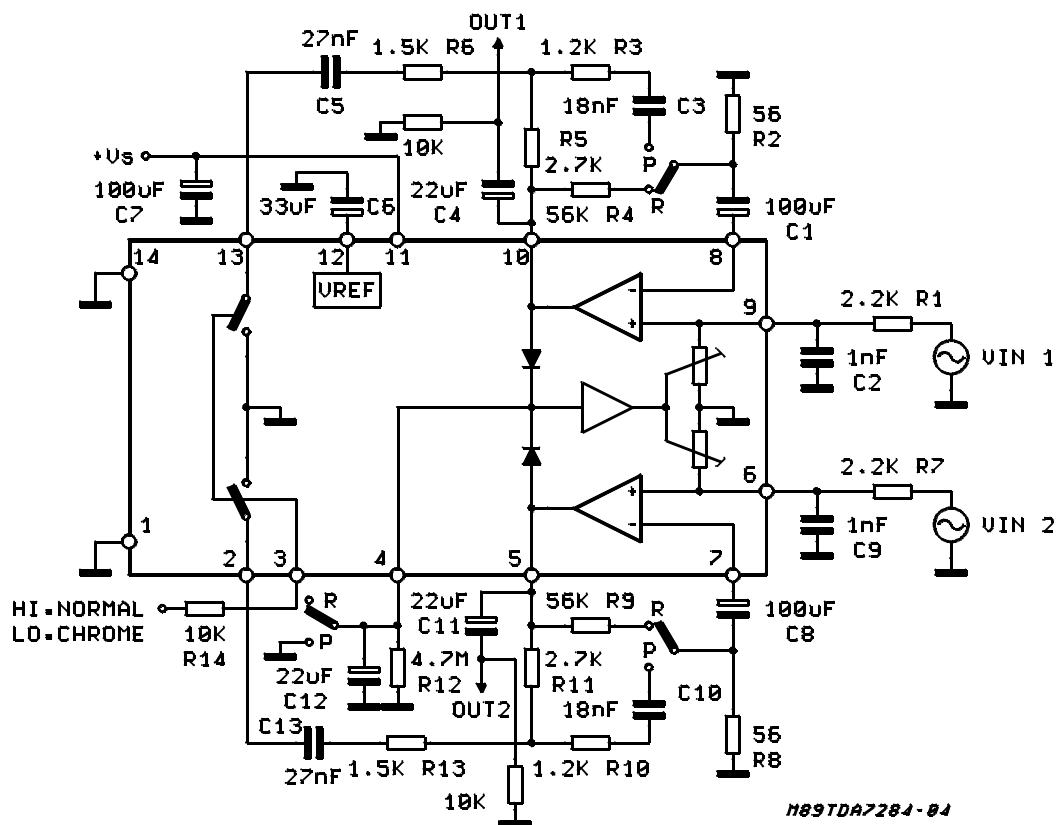 OUT1
27nF
1.5K R6
1.2K R3
C5
18nF
C3
56
R2
10K
R5
2.7K
P
+Vs
100uF
C7
33uF
C6
22uF
C4
56K R4
R
100uF
C1
14
13
12
11
10
8
VREF
-
+
9
2.2K R1
1nF
C2
VIN 1
6
2.2K R7
+
-
1nF
C9
VIN 2
1
2
3
4
5
7
HI=NORMAL
LO=CHROME
10K
R14
R
P
22uF
C12
4.7M
R12
22uF
C11
OUT2
56K R9
R
P
2.7K
R11
18nF
C10
100uF
C8
56
R8
C13
27nF
1.5K R13
1.2K R10
10K
M89TDA7284-04